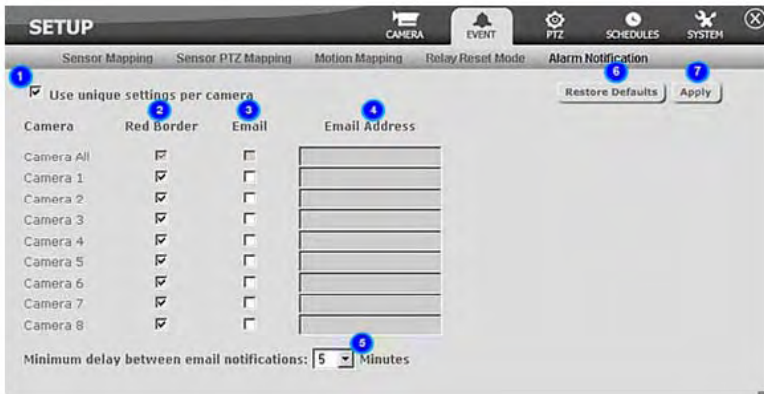 SETUP CAMERA EVENT PTZ SCHEDULES SYSTEM
Sensor Mapping Sensor PTZ Mapping Motion Mapping Relay Reset Mode Alarm Notification
1 6 7
Use unique settings per camera Restore Defaults Apply
2 3 4
Camera Red Border Email Email Address
Camera All
Camera 1
Camera 2
Camera 3
Camera 4
Camera 5
Camera 6
Camera 7
Camera 8
5
Minimum delay between email notifications: 5 Minutes